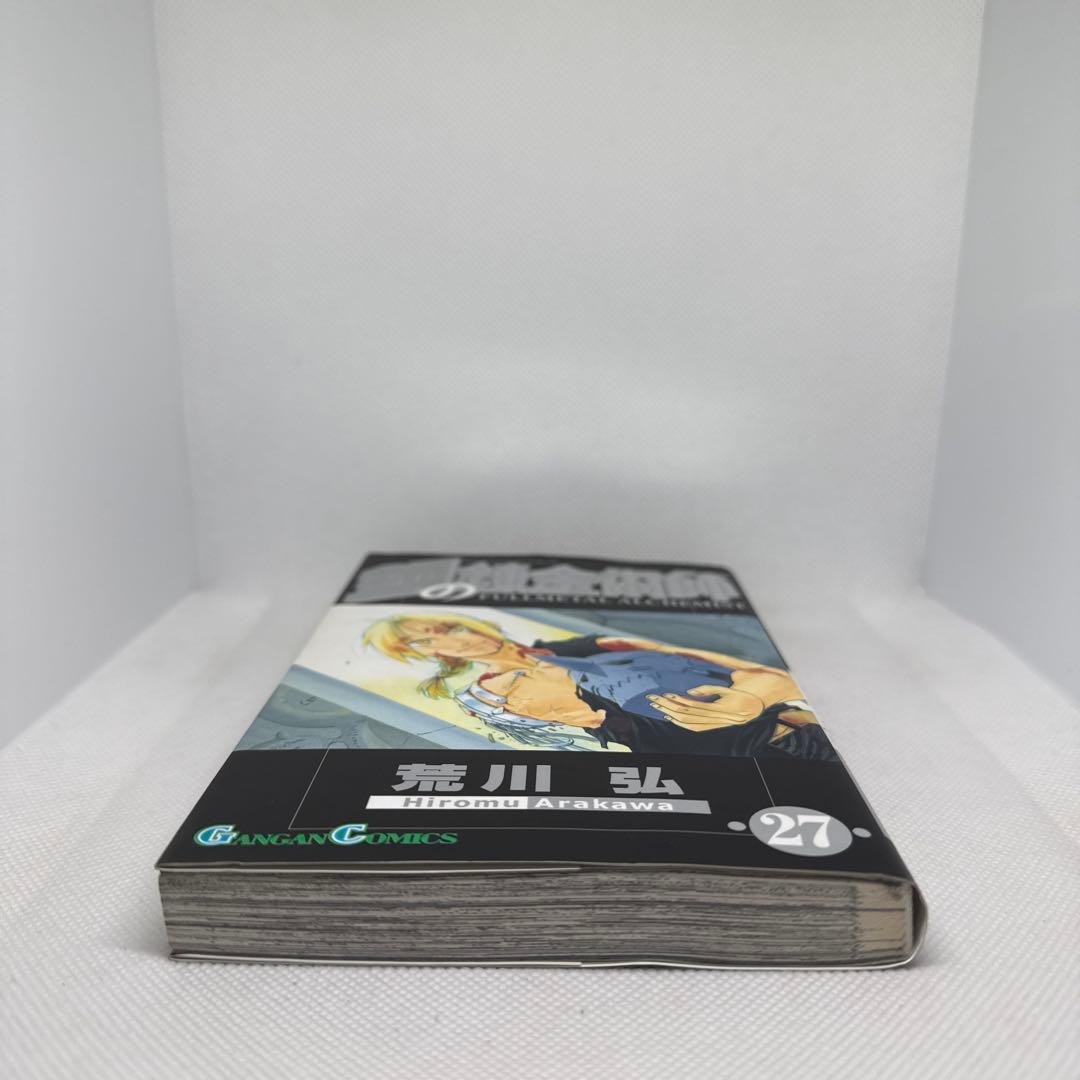 鋼の錬金術師
FULLMETAL ALCHEMIST
荒川 弘
Hiromu Arakawa
GANGAN COMICS
27